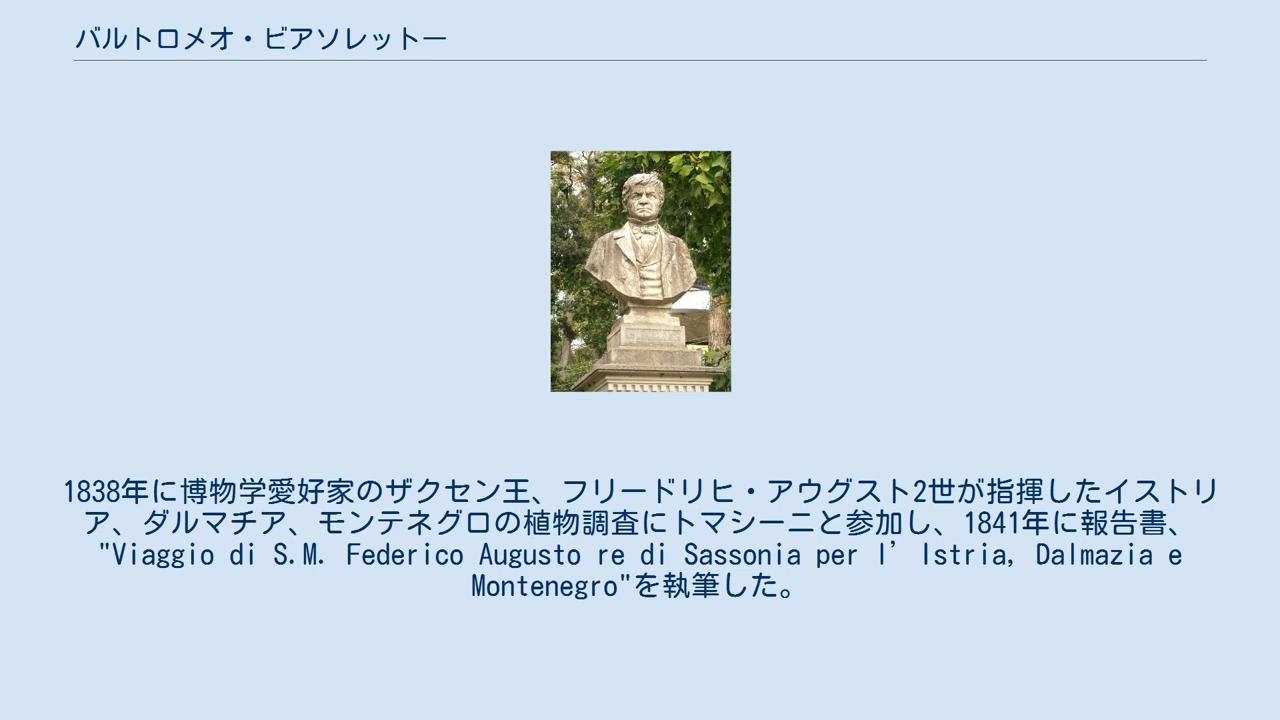 バルトロメオ・ビアソレットー
1838年に博物学愛好家のザクセン王、フリードリヒ・アウグスト2世が指揮したイストリ
ア、ダルマチア、モンテネグロの植物調査にトマシーニと参加し、1841年に報告書、
"Viaggio di S.M. Federico Augusto re di Sassonia per l’Istria, Dalmazia e
Montenegro"を執筆した。